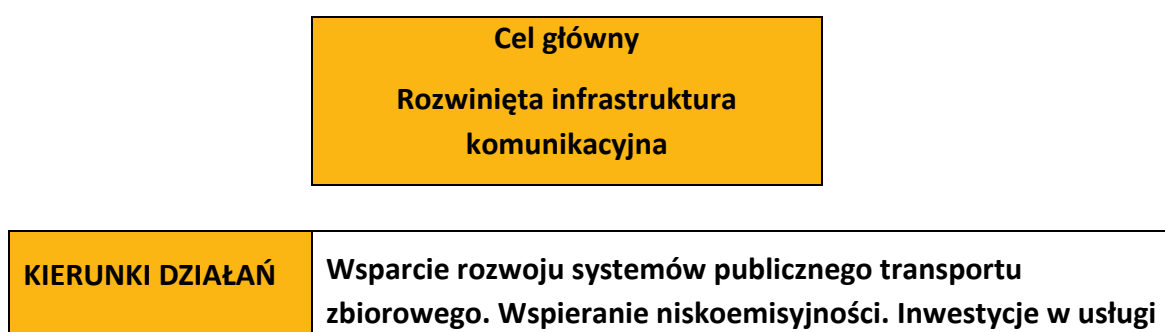 Cel główny
Rozwinięta infrastruktura
komunikacyjna
KIERUNKI DZIAŁAŃ
Wsparcie rozwoju systemów publicznego transportu
zbiorowego. Wspieranie niskoemisyjności. Inwestycje w usługi